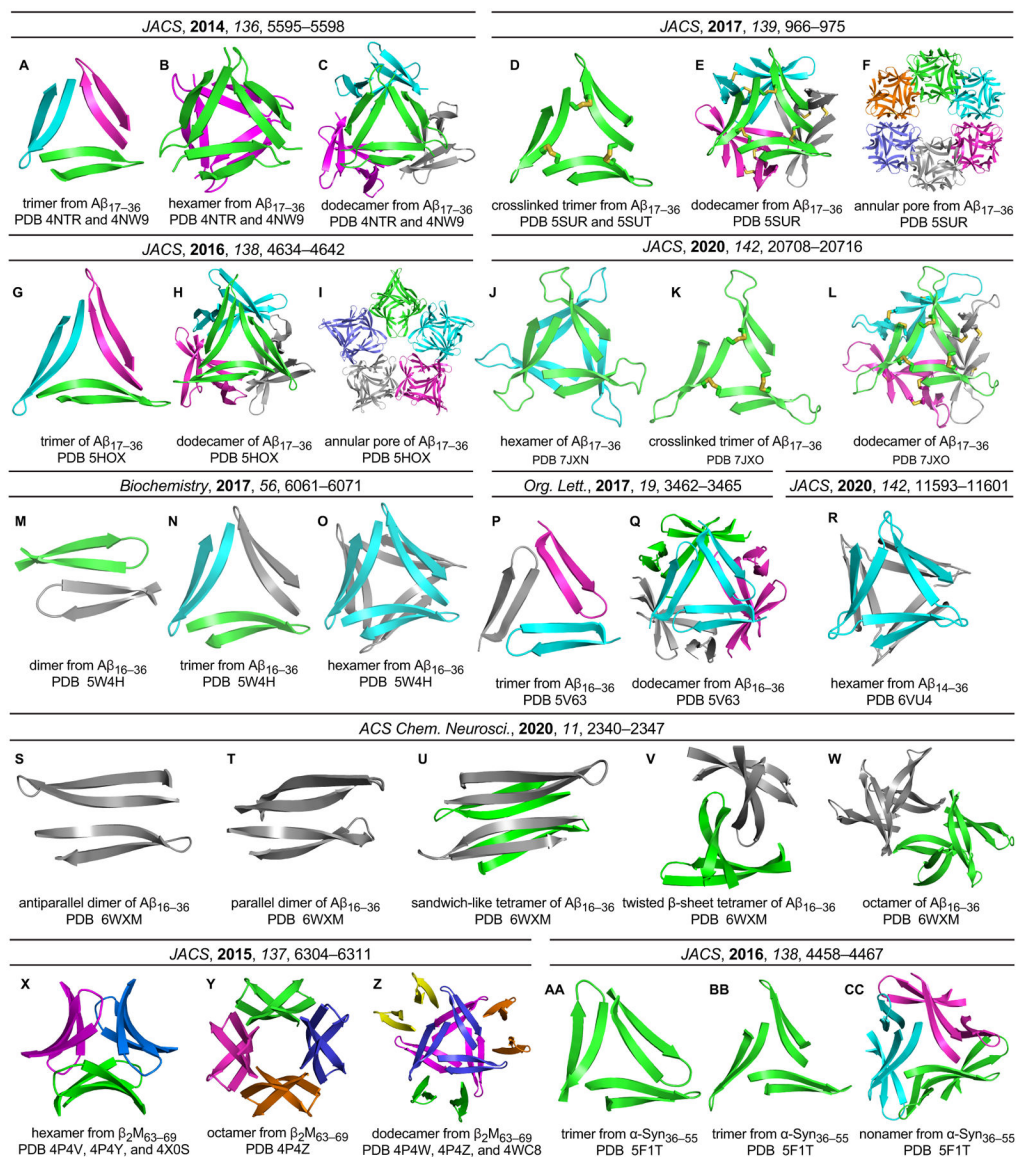 JACS, 2014, 136, 5595–5598
JACS, 2017, 139, 966–975
A
B
C
D
E
F
trimer from Aβ17–36
PDB 4NTR and 4NW9
hexamer from Aβ17–36
PDB 4NTR and 4NW9
dodecamer from Aβ17–36
PDB 4NTR and 4NW9
crosslinked trimer from Aβ17–36
PDB 5SUR and 5SUT
dodecamer from Aβ17–36
PDB 5SUR
annular pore from Aβ17–36
PDB 5SUR
JACS, 2016, 138, 4634–4642
JACS, 2020, 142, 20708–20716
G
H
I
J
K
L
trimer of Aβ17–36
PDB 5HOX
dodecamer of Aβ17–36
PDB 5HOX
annular pore of Aβ17–36
PDB 5HOX
hexamer of Aβ17–36
PDB 7JXN
crosslinked trimer of Aβ17–36
PDB 7JXO
dodecamer of Aβ17–36
PDB 7JXO
Biochemistry, 2017, 56, 6061–6071
Org. Lett., 2017, 19, 3462–3465
JACS, 2020, 142, 11593–11601
M
N
O
P
Q
R
dimer from Aβ16–36
PDB 5W4H
trimer from Aβ16–36
PDB 5W4H
hexamer from Aβ16–36
PDB 5W4H
trimer from Aβ16–36
PDB 5V63
dodecamer from Aβ16–36
PDB 5V63
hexamer from Aβ14–36
PDB 6VU4
ACS Chem. Neurosci., 2020, 11, 2340–2347
S
T
U
V
W
antiparallel dimer of Aβ16–36
PDB 6WXM
parallel dimer of Aβ16–36
PDB 6WXM
sandwich-like tetramer of Aβ16–36
PDB 6WXM
twisted β-sheet tetramer of Aβ16–36
PDB 6WXM
octamer of Aβ16–36
PDB 6WXM
JACS, 2015, 137, 6304–6311
JACS, 2016, 138, 4458–4467
X
Y
Z
AA
BB
CC
hexamer from β2M63–69
PDB 4P4V, 4P4Y, and 4X0S
octamer from β2M63–69
PDB 4P4Z
dodecamer from β2M63–69
PDB 4P4W, 4P4Z, and 4WC8
trimer from α-Syn36–55
PDB 5F1T
trimer from α-Syn36–55
PDB 5F1T
nonamer from α-Syn36–55
PDB 5F1T